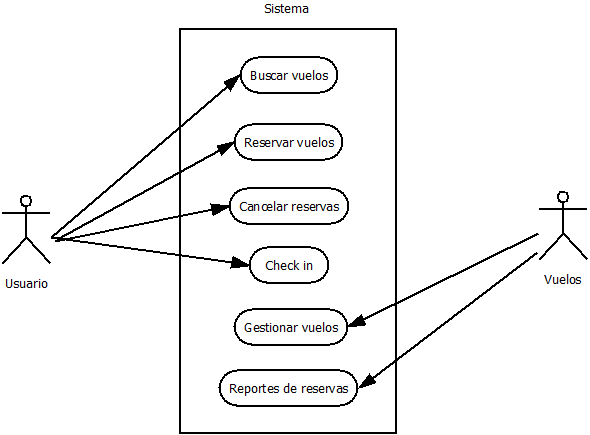 Sistema
Buscar vuelos
Reservar vuelos
Cancelar reservas
Check in
Usuario
Vuelos
Gestionar vuelos
Reportes de reservas